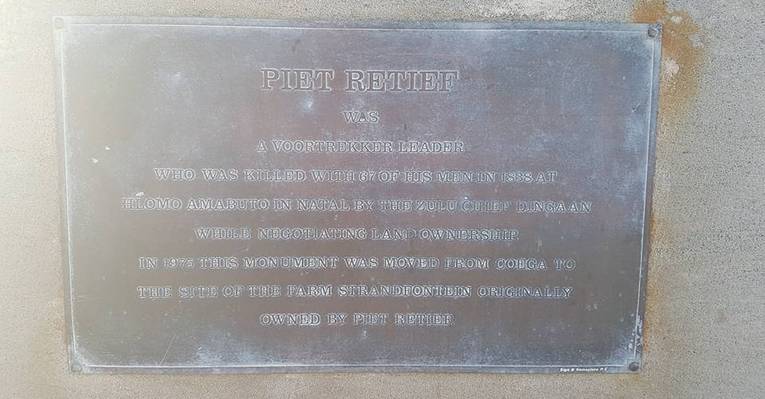 PIET RETIEF
WAS
A VOORTREKKER LEADER
WHO WAS KILLED WITH 67 OF HIS MEN IN 1838 AT
HLOMO AMABUTO IN NATAL BY THE ZULU CHIEF DINGAAN
WHILE NEGOTIATING LAND OWNERSHIP
IN 1975 THIS MONUMENT WAS MOVED FROM COEGA TO
THE SITE OF THE FARM STRANDFONTEIN ORIGINALLY
OWNED BY PIET RETIEF